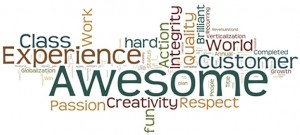 Work
Class
hard
Action
Integrity
Quality
Brilliant
Verticalization
World
Experience
Customer
Completed
Growth
Globalization
Annual
Awesome
Passion
Creativity
Respect
fun